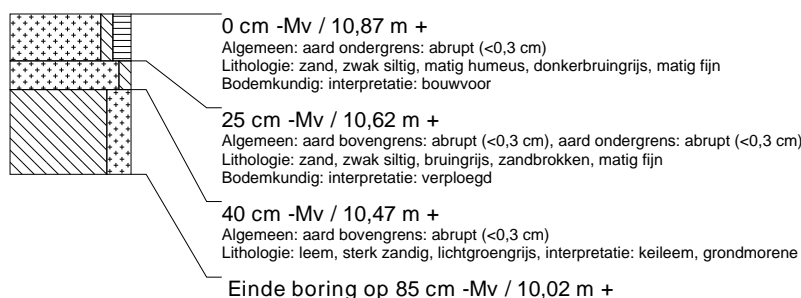 0 cm -Mv / 10,87 m +
Algemeen: aard ondergrens: abrupt (<0,3 cm)
Lithologie: zand, zwak siltig, matig humeus, donkerbruingrijs, matig fijn
Bodemkundig: interpretatie: bouwvoor
25 cm -Mv / 10,62 m +
Algemeen: aard bovengrens: abrupt (<0,3 cm), aard ondergrens: abrupt (<0,3 cm)
Lithologie: zand, zwak siltig, bruingrijs, zandbrokken, matig fijn
Bodemkundig: interpretatie: verploegd
40 cm -Mv / 10,47 m +
Algemeen: aard bovengrens: abrupt (<0,3 cm)
Lithologie: leem, sterk zandig, lichtgroengrijs, interpretatie: keileem, grondmorene
Einde boring op 85 cm -Mv / 10,02 m +